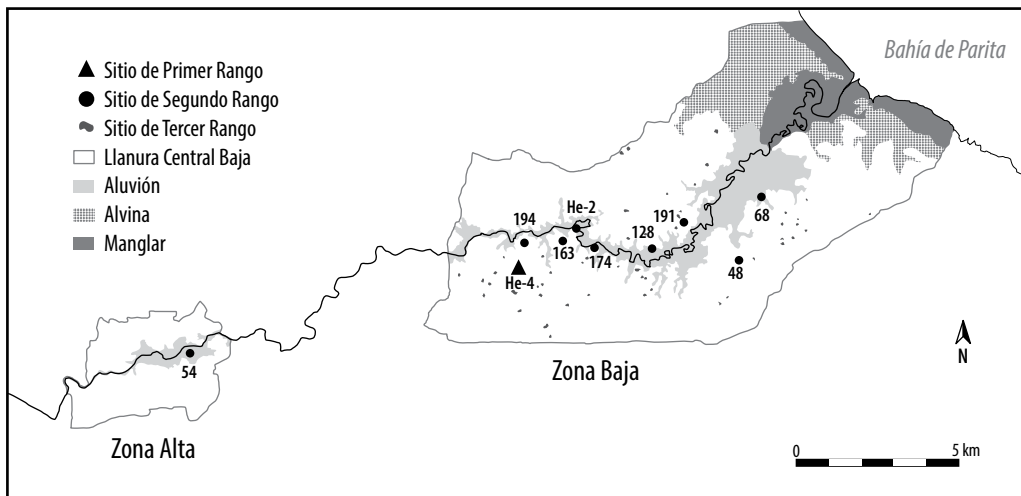 Bahía de Parita
Sitio de Primer Rango
Sitio de Segundo Rango
Sitio de Tercer Rango
Llanura Central Baja
Aluvión
Alvina
Manglar
He-2
194
191
68
163
174
128
48
He-4
54
N
Zona Baja
Zona Alta
0 5 km